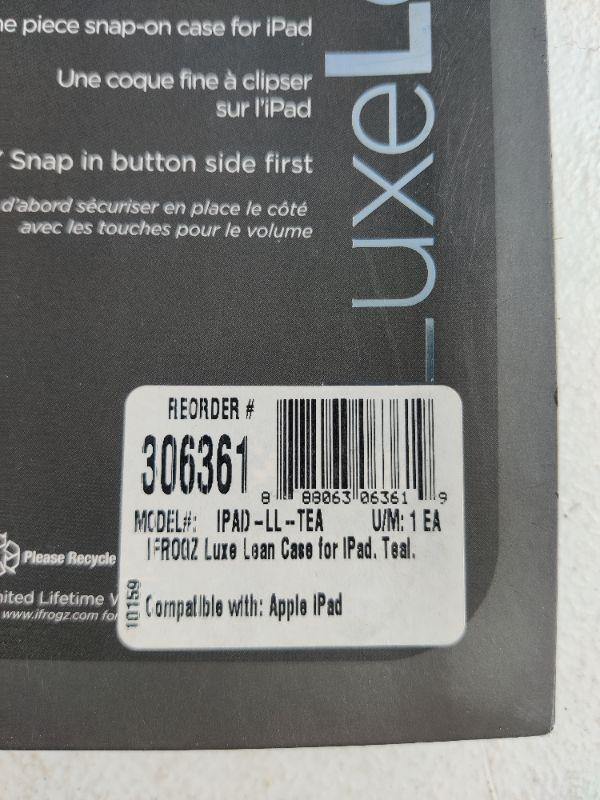 piece snap-on case for iPad
Une coque fine à clipser
sur l'iPad
Snap in button side first
d'abord sécuriser en place le côté
avec les touches pour le volume
uxeL
REORDER #
306361
8 88063 06361 9
MODEL#: IPAD-LL-TEA U/M: 1 EA
IFROGZ Luxe Lean Case for IPad. Teal.
Compatible with: Apple IPad
10159
Please Recycle
Lifetime
www.ifrogz.com